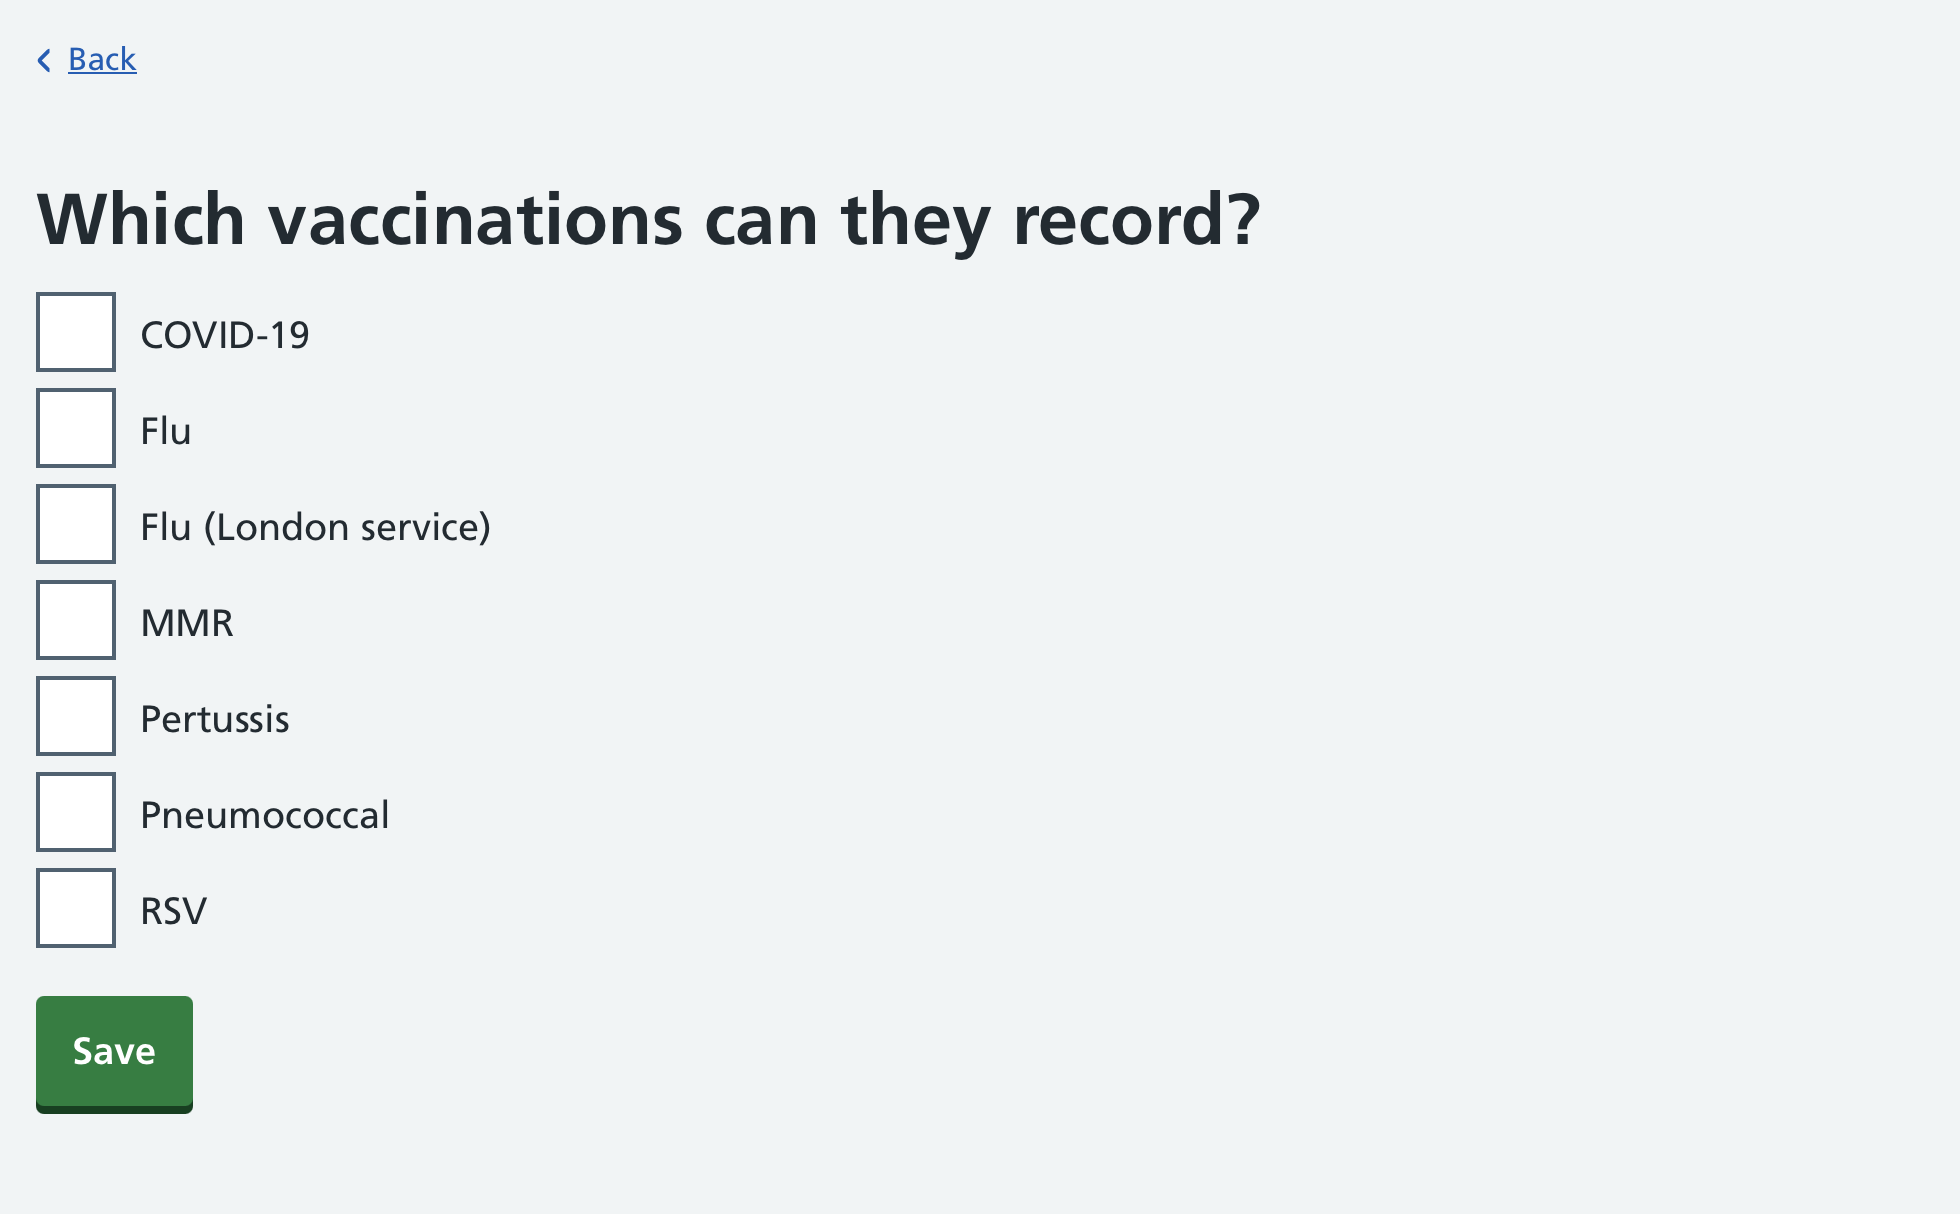 Back
Which vaccinations can they record?
COVID-19
Flu
Flu (London service)
MMR
Pertussis
Pneumococcal
RSV
Save